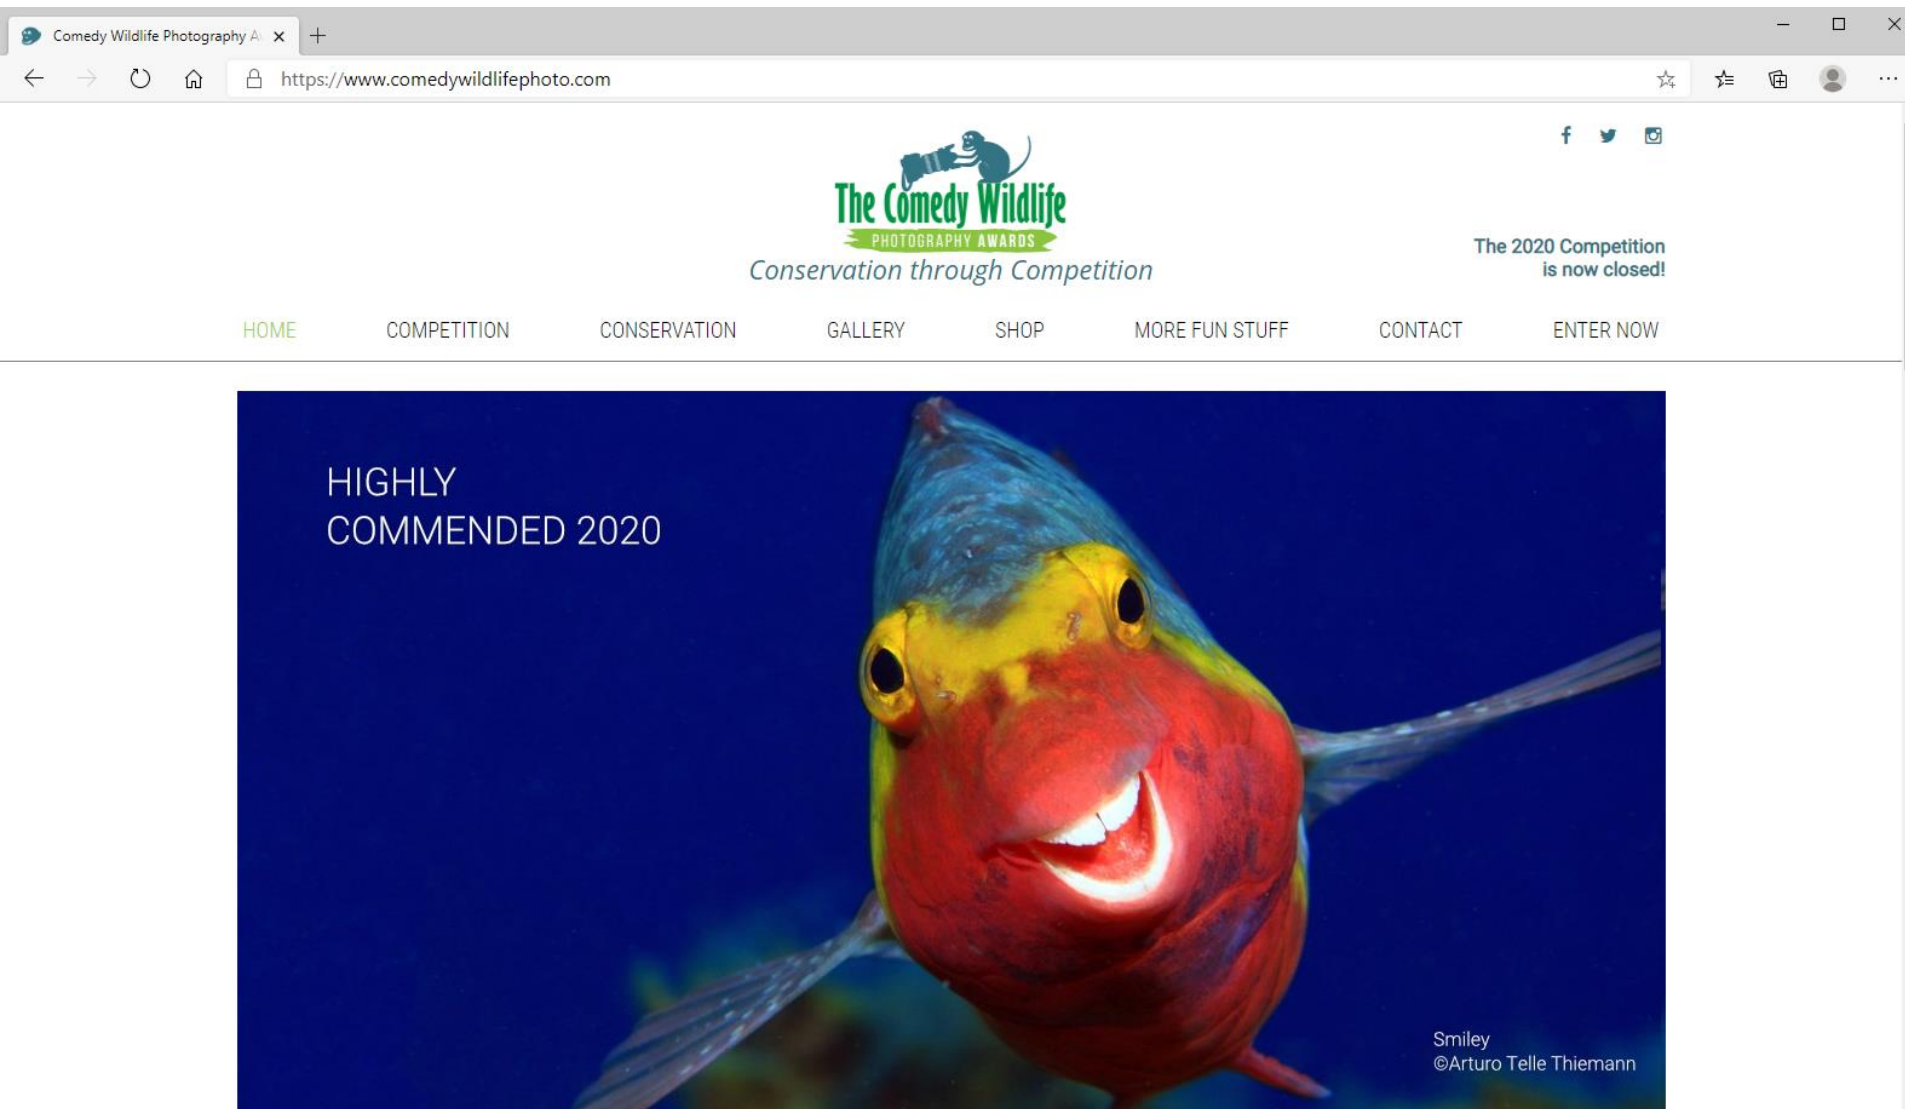 Comedy Wildlife Photography A
https://www.comedywildlifephoto.com
The Comedy Wildlife
PHOTOGRAPHY AWARDS
Conservation through Competition
The 2020 Competition
is now closed!
HOME COMPETITION CONSERVATION GALLERY SHOP MORE FUN STUFF CONTACT ENTER NOW
HIGHLY
COMMENDED 2020
Smiley
©Arturo Telle Thiemann